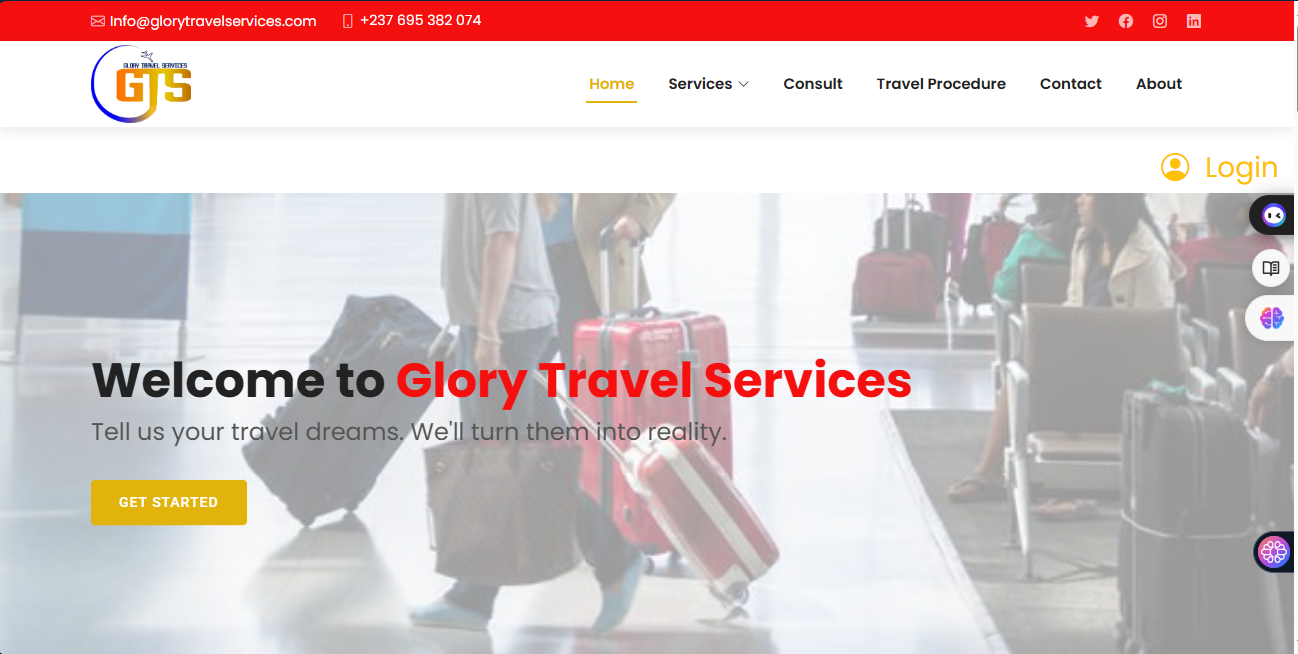 Info@glorytravelservices.com +237 695 382 074
GLORY TRAVEL SERVICES
GTS
Home Services Consult Travel Procedure Contact About
Login
Welcome to Glory Travel Services
Tell us your travel dreams. We'll turn them into reality.
GET STARTED